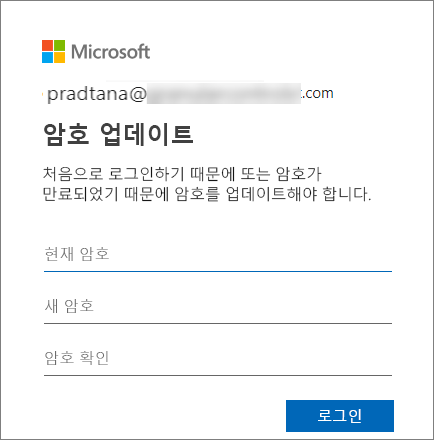 Microsoft
pradtana@ .com
암호 업데이트
처음으로 로그인하기 때문에 또는 암호가
만료되었기 때문에 암호를 업데이트해야 합니다.
현재 암호
새 암호
암호 확인
로그인